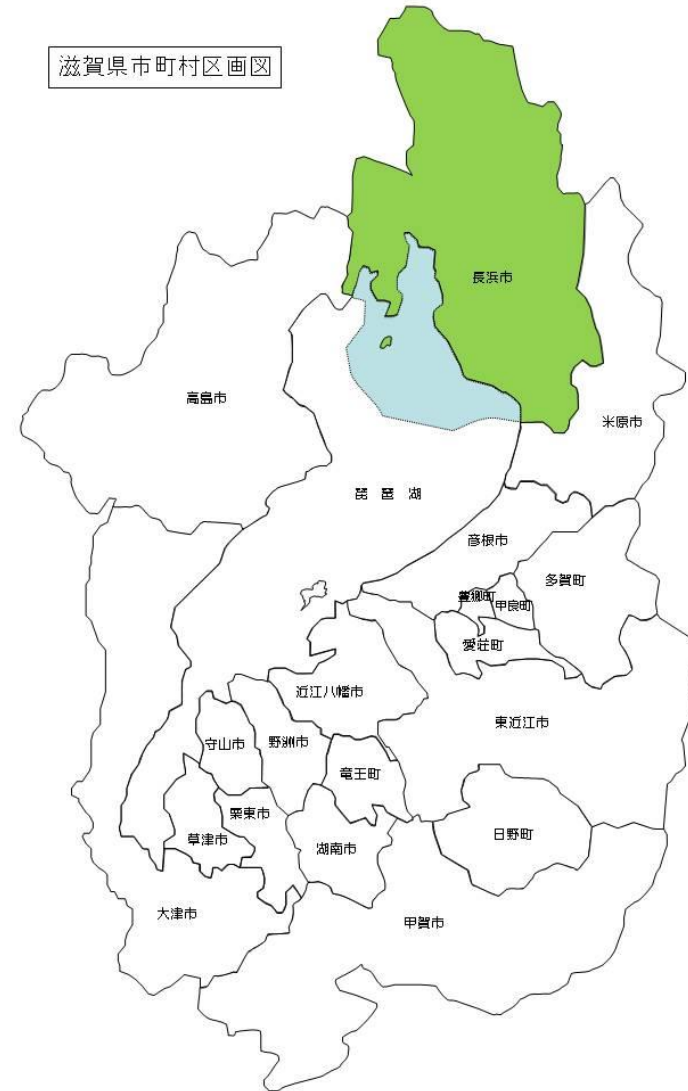 滋賀県市町村区画図
長浜市
高島市
米原市
琵琶湖
彦根市
多賀町
豊郷町
甲良町
愛荘町
近江八幡市
東近江市
守山市
野洲市
竜王町
栗東市
草津市
湖南市
日野町
大津市
甲賀市